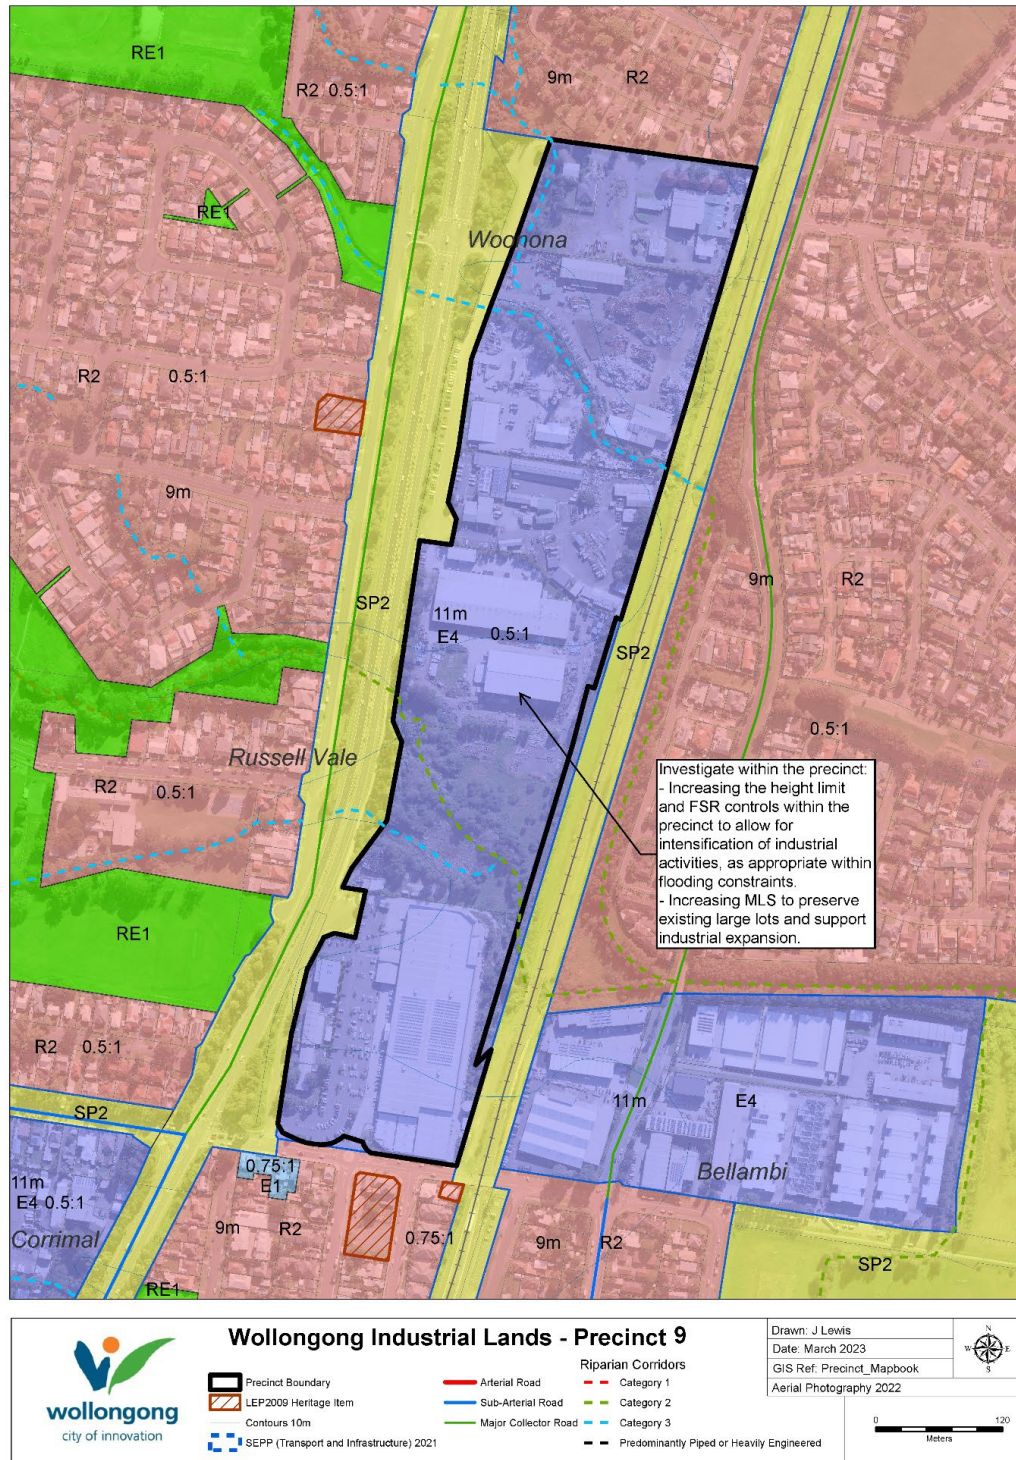 RE1
R2 0.5:1
9m
R2
RE1
Woonona
R2
0.5:1
9m
SP2
11m
E4
0.5:1
SP2
9m
R2
0.5:1
Russell Vale
R2
0.5:1
Investigate within the precinct:
- Increasing the height limit
and FSR controls within the
precinct to allow for
intensification of industrial
activities, as appropriate within
flooding constraints.
- Increasing MLS to preserve
existing large lots and support
industrial expansion.
RE1
R2 0.5:1
SP2
11m
E4
Bellambi
11m
E4 0.5:1
Corrimal
0.75:1
E1
9m
R2
0.75:1
9m
R2
SP2
RE1
Wollongong Industrial Lands - Precinct 9
wollongong
city of innovation
Precinct Boundary
LEP2009 Heritage Item
Contours 10m
SEPP (Transport and Infrastructure) 2021
Arterial Road
Sub-Arterial Road
Major Collector Road
Riparian Corridors
Category 1
Category 2
Category 3
Predominantly Piped or Heavily Engineered
Drawn: J Lewis
Date: March 2023
GIS Ref: Precinct_Mapbook
Aerial Photography 2022
N
W E
S
0 120
Meters